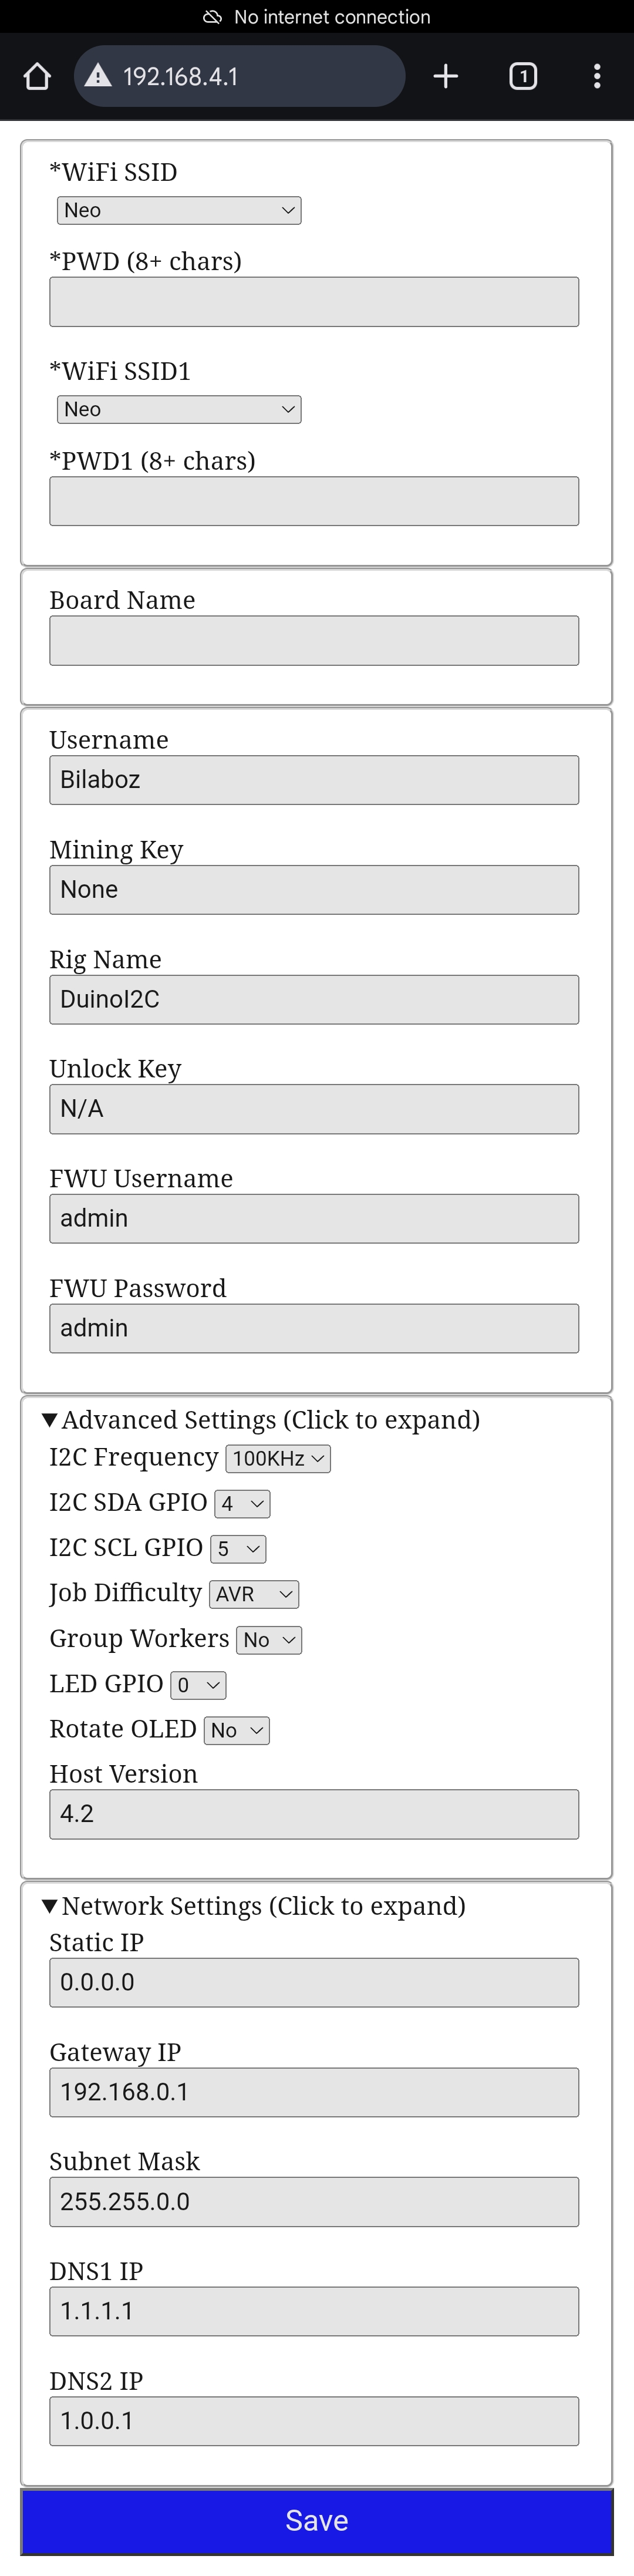 No internet connection
192.168.4.1
1
*WiFi SSID
Neo
*PWD (8+ chars)
*WiFi SSID1
Neo
*PWD1 (8+ chars)
Board Name
Username
Bilaboz
Mining Key
None
Rig Name
DuinoI2C
Unlock Key
N/A
FWU Username
admin
FWU Password
admin
▼Advanced Settings (Click to expand)
I2C Frequency 100KHz
I2C SDA GPIO 4
I2C SCL GPIO 5
Job Difficulty AVR
Group Workers No
LED GPIO 0
Rotate OLED No
Host Version
4.2
▼Network Settings (Click to expand)
Static IP
0.0.0.0
Gateway IP
192.168.0.1
Subnet Mask
255.255.0.0
DNS1 IP
1.1.1.1
DNS2 IP
1.0.0.1
Save